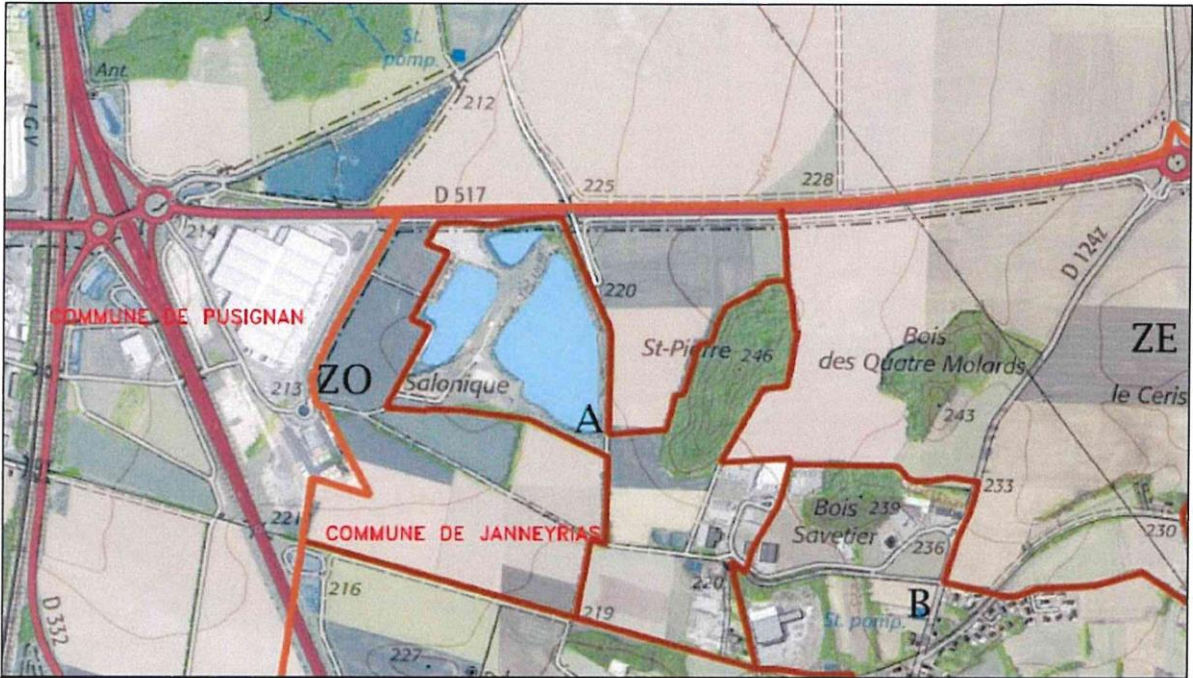 St.
pomp.
Ant.
212
LGV
D 517
225
228
214
D 124z
220
COMMUNE DE PUSIGNAN
St-Pierre 246
Bois
des Quatre Molards
ZE
213
ZO
Salonique
le Ceris
A
243
221
COMMUNE DE JANNEYRIAS
Bois 239
Savetier
233
236
230
216
220
219
B
St. pomp.
D 332
227